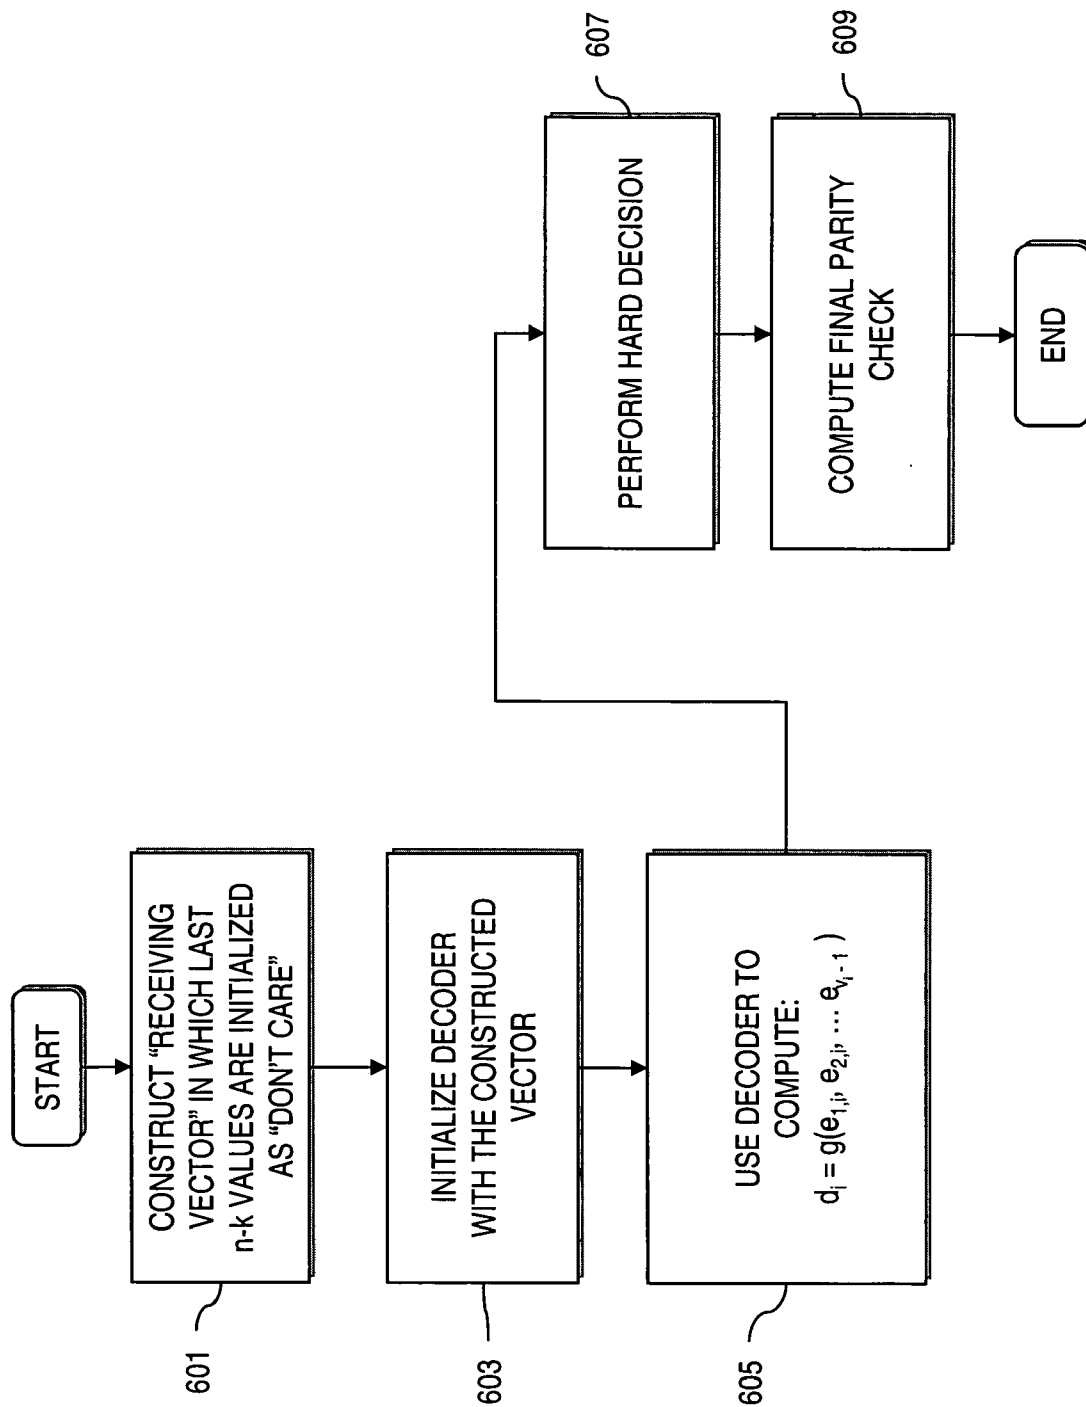 START
CONSTRUCT “RECEIVING
VECTOR” IN WHICH LAST
n-k VALUES ARE INITIALIZED
AS “DON'T CARE”
601
INITIALIZE DECODER
WITH THE CONSTRUCTED
VECTOR
603
USE DECODER TO
COMPUTE:
d_i = g(e_{1,i}, e_{2,i}, ... e_{v_i -1} )
605
PERFORM HARD DECISION
607
COMPUTE FINAL PARITY
CHECK
609
END